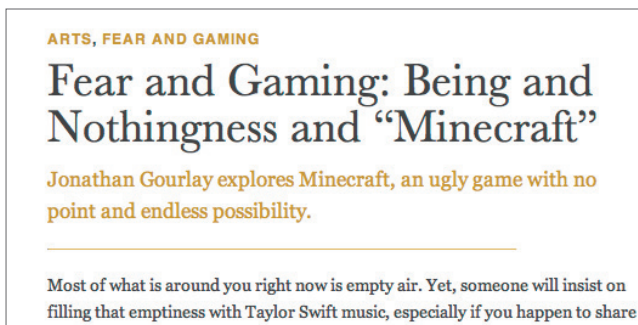 ARTS, FEAR AND GAMING
Fear and Gaming: Being and
Nothingness and “Minecraft”
Jonathan Gourlay explores Minecraft, an ugly game with no
point and endless possibility.
Most of what is around you right now is empty air. Yet, someone will insist on
filling that emptiness with Taylor Swift music, especially if you happen to share